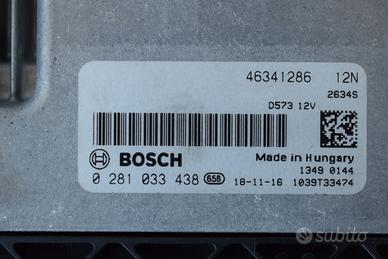 46341286 12N
2634S
D573 12V
BOSCH
Made in Hungary
0 281 033 438 658
1349 0144
18-11-16 1039T33474
subito